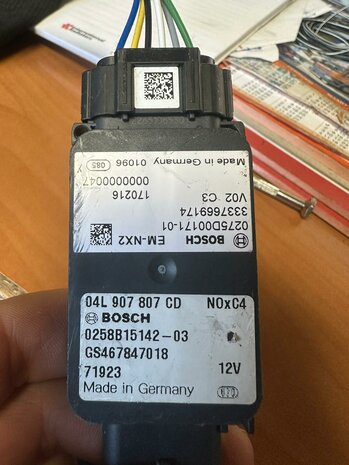 BOSCH
EM-NX2
0275D00171-01
3337669174
V02 C3
170216
0000000047
Made in Germany 01096
085
04L 907 807 CD NOxC4
BOSCH
0258B15142-03
GS467847018
71923 12V
Made in Germany